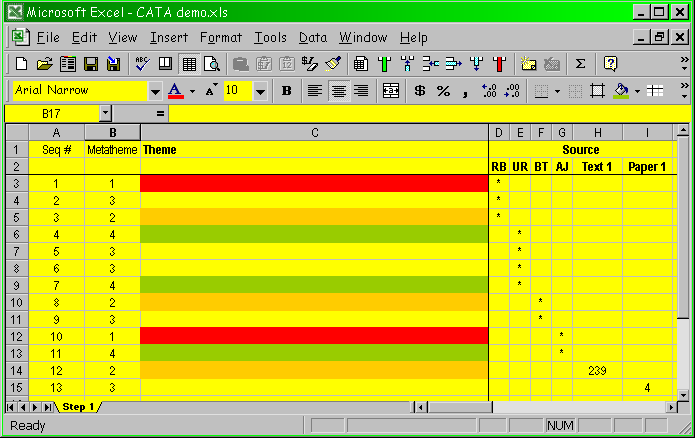 Microsoft Excel - CATA demo.xls
File Edit View Insert Format Tools Data Window Help
Arial Narrow 10 B $ % ,
B17 =
A B C D E F G H I
1 Seq # Metatheme Theme Source
2 RB UR BT AJ Text 1 Paper 1
3 1 1 *
4 2 3 *
5 3 2 *
6 4 4 *
7 5 3 *
8 6 3 *
9 7 4 *
10 8 2 *
11 9 3 *
12 10 1 *
13 11 4 *
14 12 2 239
15 13 3 4
Step 1
Ready NUM